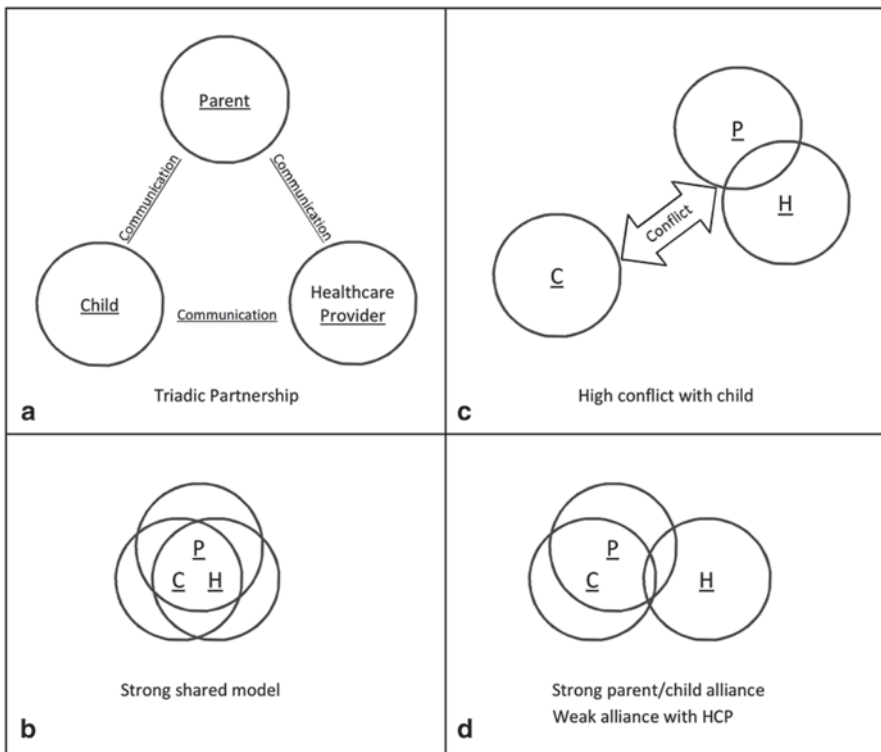 Parent
Communication
Communication
Child
Communication
Healthcare
Provider
a
Triadic Partnership
P
H
Conflict
C
c
High conflict with child
P
C H
Strong shared model
b
P
C
H
Strong parent/child alliance
Weak alliance with HCP
d